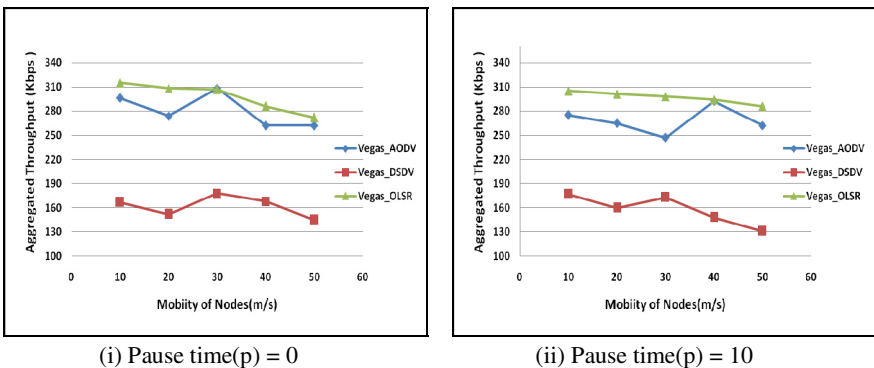 340
310
280
250
220
190
160
130
100
Aggregated Throughput (Kbps )
0 10 20 30 40 50 60
Mobiity of Nodes(m/s)
Vegas_AODV
Vegas_DSDV
Vegas_OLSR
(i) Pause time(p) = 0
340
310
280
250
220
190
160
130
100
Aggregated Throughput (Kbps )
0 10 20 30 40 50 60
Mobiity of Nodes(m/s)
Vegas_AODV
Vegas_DSDV
Vegas_OLSR
(ii) Pause time(p) = 10